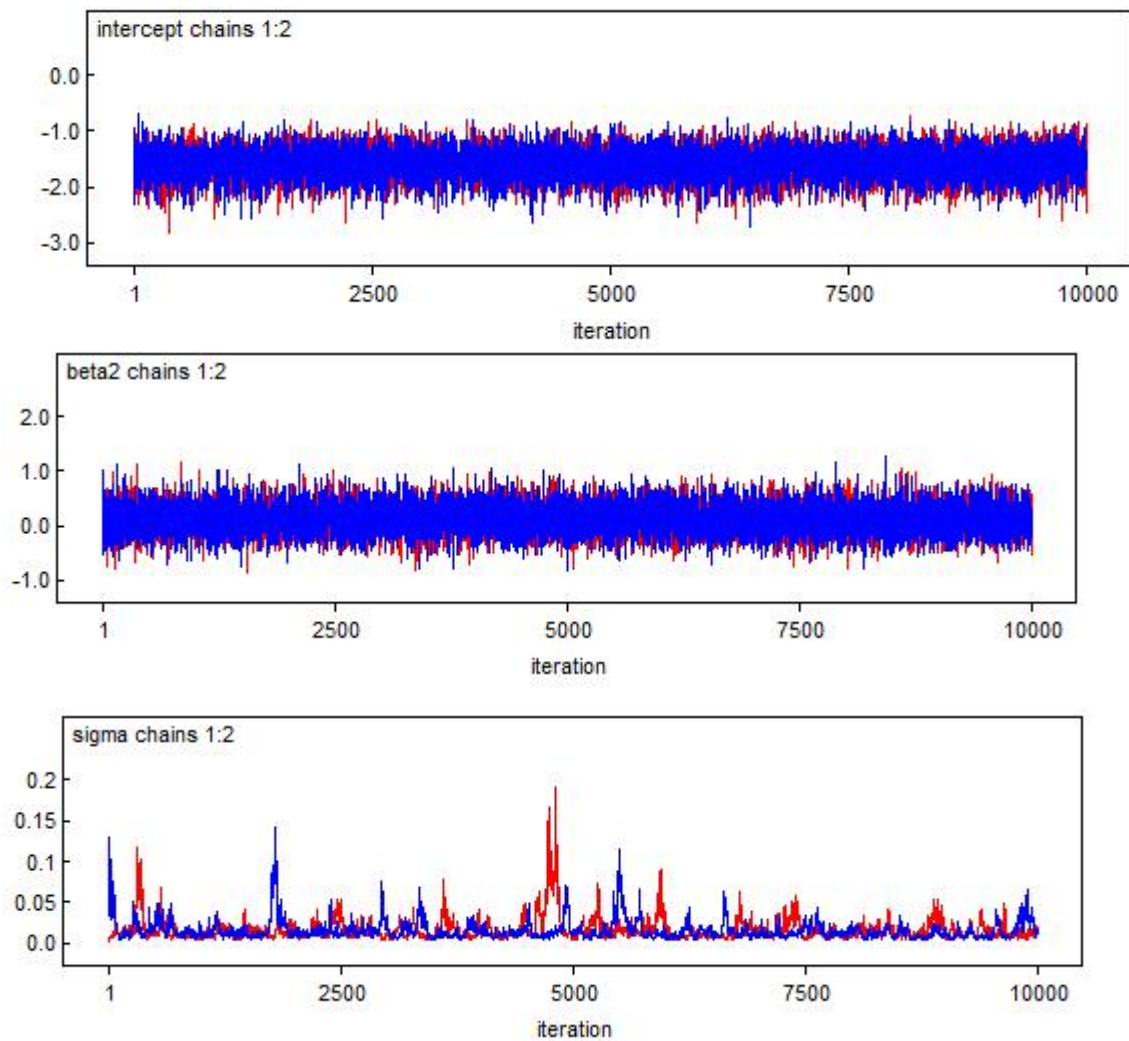 intercept chains 1:2
0.0
-1.0
-2.0
-3.0
1 2500 5000 7500 10000
iteration
beta2 chains 1:2
2.0
1.0
0.0
-1.0
1 2500 5000 7500 10000
iteration
sigma chains 1:2
0.2
0.15
0.1
0.05
0.0
1 2500 5000 7500 10000
iteration